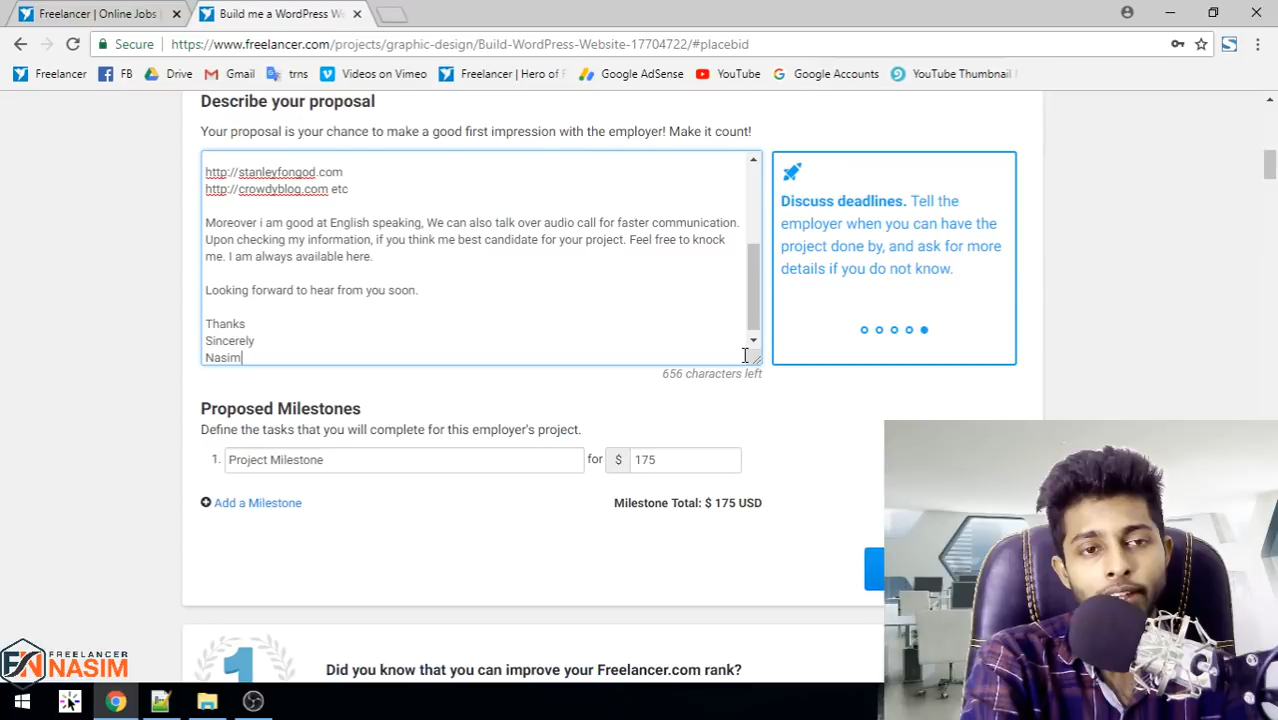 Freelancer | Online Jobs
Build me a WordPress We
Secure
https://www.freelancer.com/projects/graphic-design/Build-WordPress-Website-17704722/#placebid
Freelancer
FB
Drive
Gmail
trns
Videos on Vimeo
Freelancer | Hero of
Google AdSense
YouTube
Google Accounts
YouTube Thumbnail
Describe your proposal
Your proposal is your chance to make a good first impression with the employer! Make it count!
http://stanleyfongod.com
http://crowdyblog.com etc
Moreover i am good at English speaking, We can also talk over audio call for faster communication.
Upon checking my information, if you think me best candidate for your project. Feel free to knock
me. I am always available here.
Looking forward to hear from you soon.
Thanks
Sincerely
Nasim
656 characters left
Discuss deadlines. Tell the
employer when you can have the
project done by, and ask for more
details if you do not know.
Proposed Milestones
Define the tasks that you will complete for this employer's project.
1. Project Milestone for $ 175
Add a Milestone
Milestone Total: $ 175 USD
1
Did you know that you can improve your Freelancer.com rank?
FN FREELANCER
NASIM